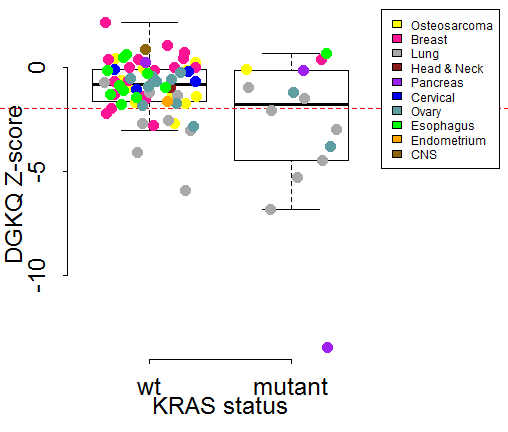 Osteosarcoma
Breast
Lung
Head & Neck
Pancreas
Cervical
Ovary
Esophagus
Endometrium
CNS
DGKQ Z-score
0
-5
-10
wt mutant
KRAS status